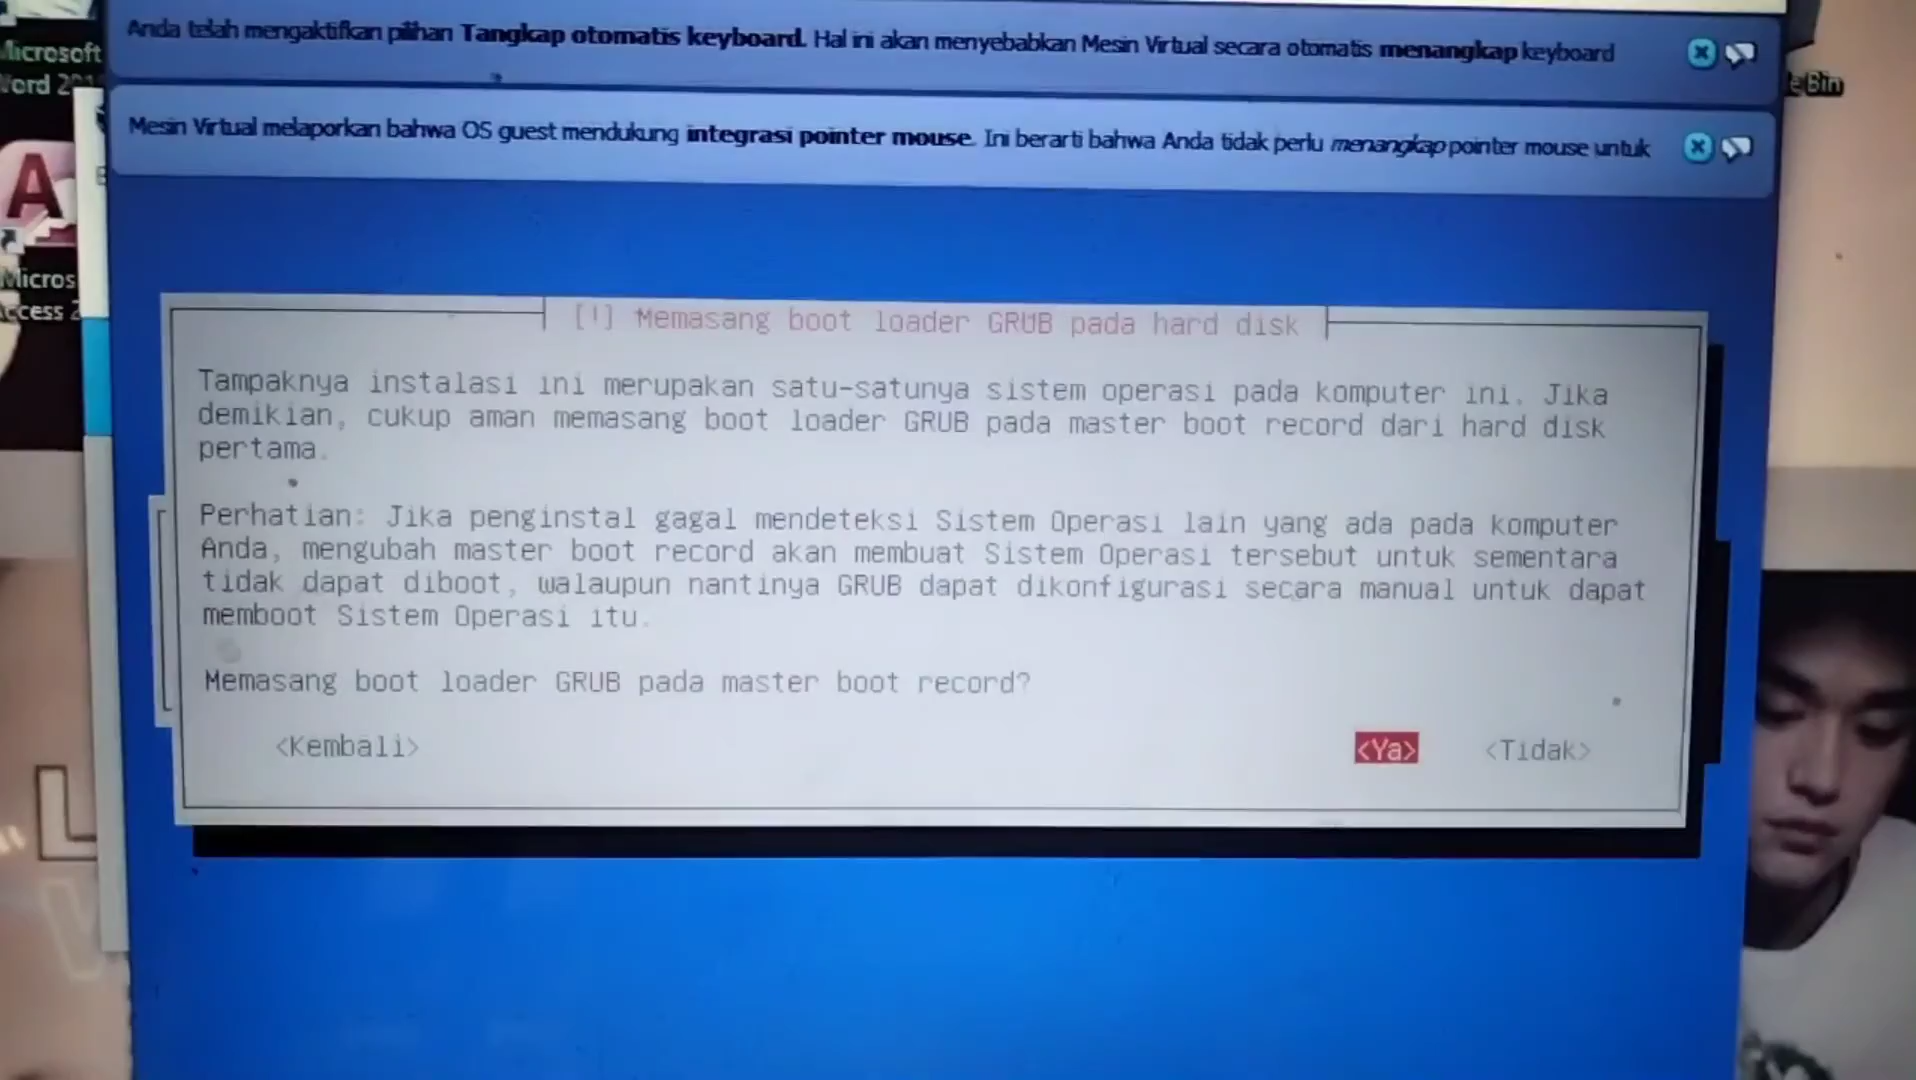 Anda telah mengaktifkan pilihan Tangkap otomatis keyboard. Hal ini akan menyebabkan Mesin Virtual secara otomatis menangkap keyboard
Mesin Virtual melaporkan bahwa OS guest mendukung integrasi pointer mouse. Ini berarti bahwa Anda tidak perlu menangkap pointer mouse untuk
Microsoft
Word
e Bin
A
Micros
Access 2
[!] Memasang boot loader GRUB pada hard disk
Tampaknya instalasi ini merupakan satu-satunya sistem operasi pada komputer ini. Jika
demikian, cukup aman memasang boot loader GRUB pada master boot record dari hard disk
pertama.
Perhatian: Jika penginstal gagal mendeteksi Sistem Operasi lain yang ada pada komputer
Anda, mengubah master boot record akan membuat Sistem Operasi tersebut untuk sementara
tidak dapat diboot, walaupun nantinya GRUB dapat dikonfigurasi secara manual untuk dapat
memboot Sistem Operasi itu.
Memasang boot loader GRUB pada master boot record?
<Kembali>
<Ya>
<Tidak>